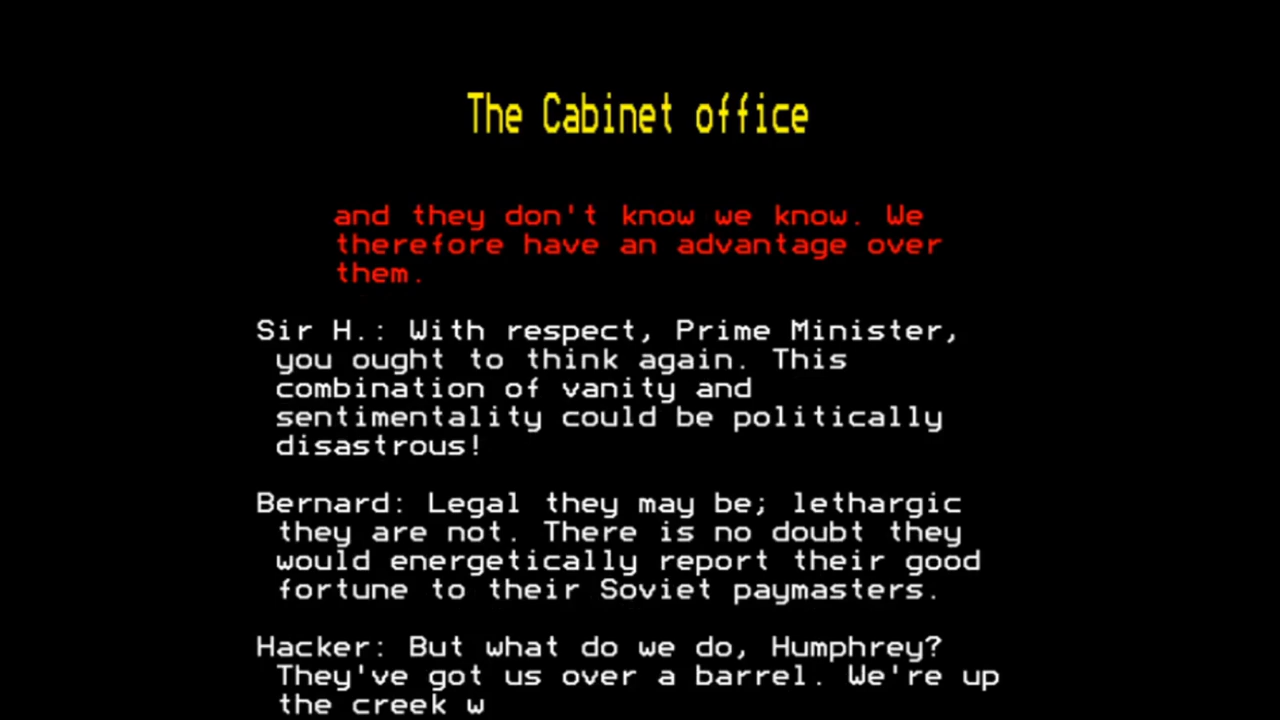 The Cabinet office
and they don't know we know. We
therefore have an advantage over
them.
Sir H.: With respect, Prime Minister,
you ought to think again. This
combination of vanity and
sentimentality could be politically
disastrous!
Bernard: Legal they may be; lethargic
they are not. There is no doubt they
would energetically report their good
fortune to their Soviet paymasters.
Hacker: But what do we do, Humphrey?
They've got us over a barrel. We're up
the creek w